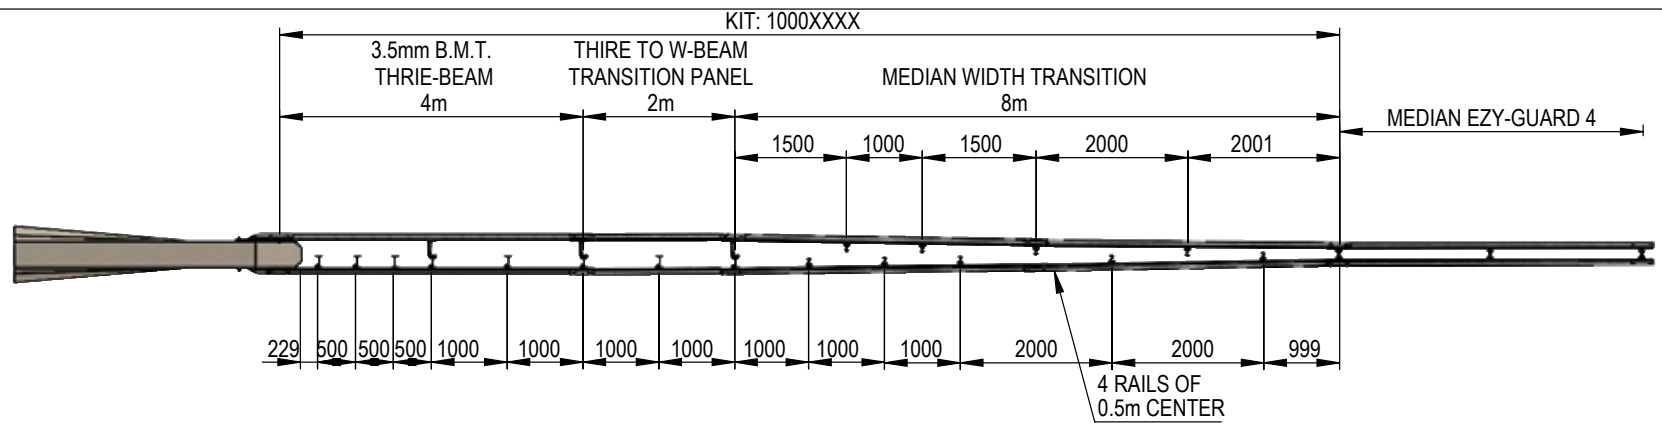 KIT: 1000XXXX
3.5mm B.M.T.
THRIE-BEAM
4m
THIRE TO W-BEAM
TRANSITION PANEL
2m
MEDIAN WIDTH TRANSITION
8m
MEDIAN EZY-GUARD 4
1500
1000
1500
2000
2001
229
500
500
500
1000
1000
1000
1000
1000
1000
1000
2000
2000
999
4 RAILS OF
0.5m CENTER